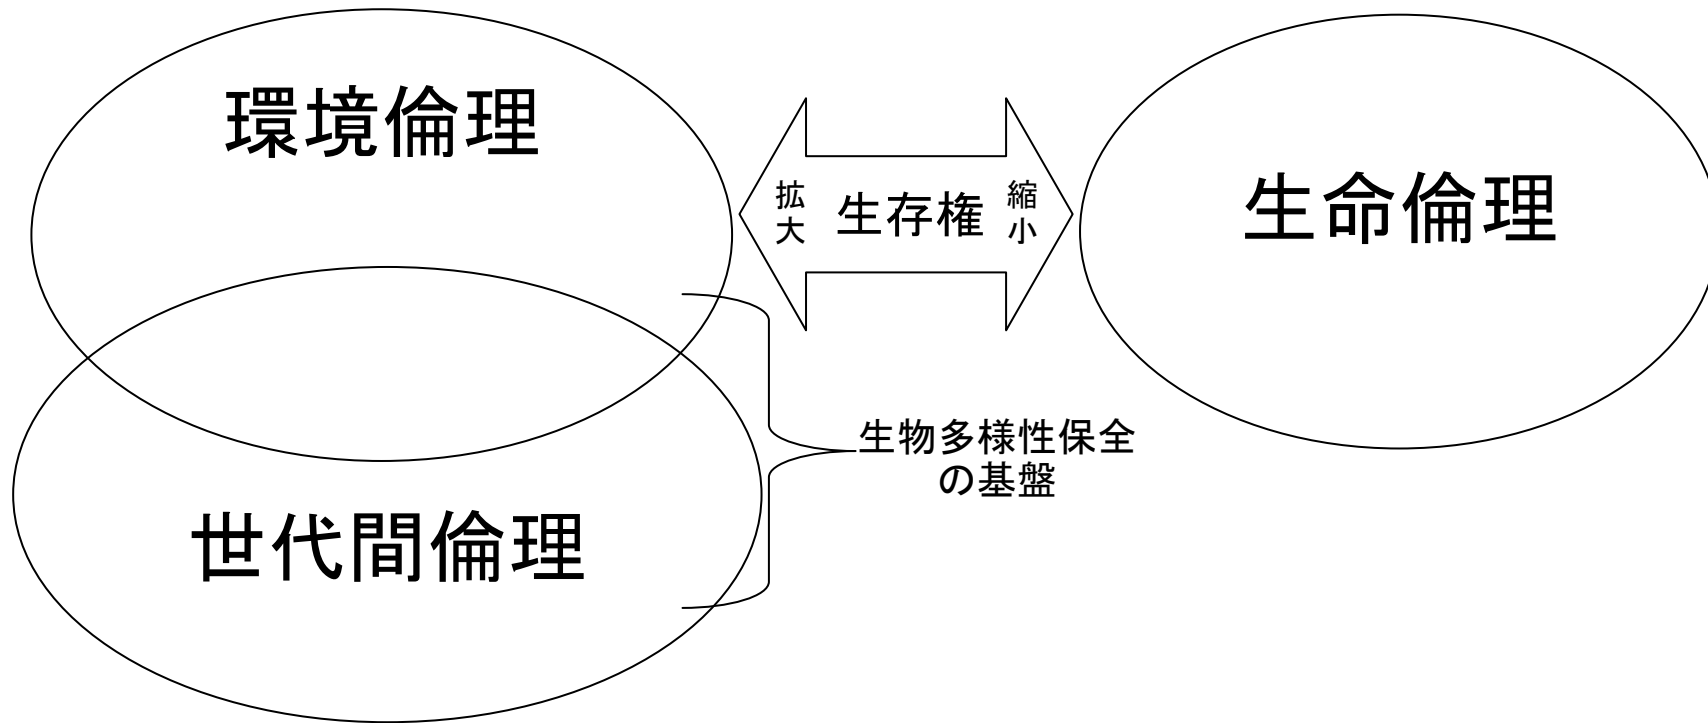 環境倫理
拡大
生存権
縮小
生命倫理
生物多様性保全
の基盤
世代間倫理